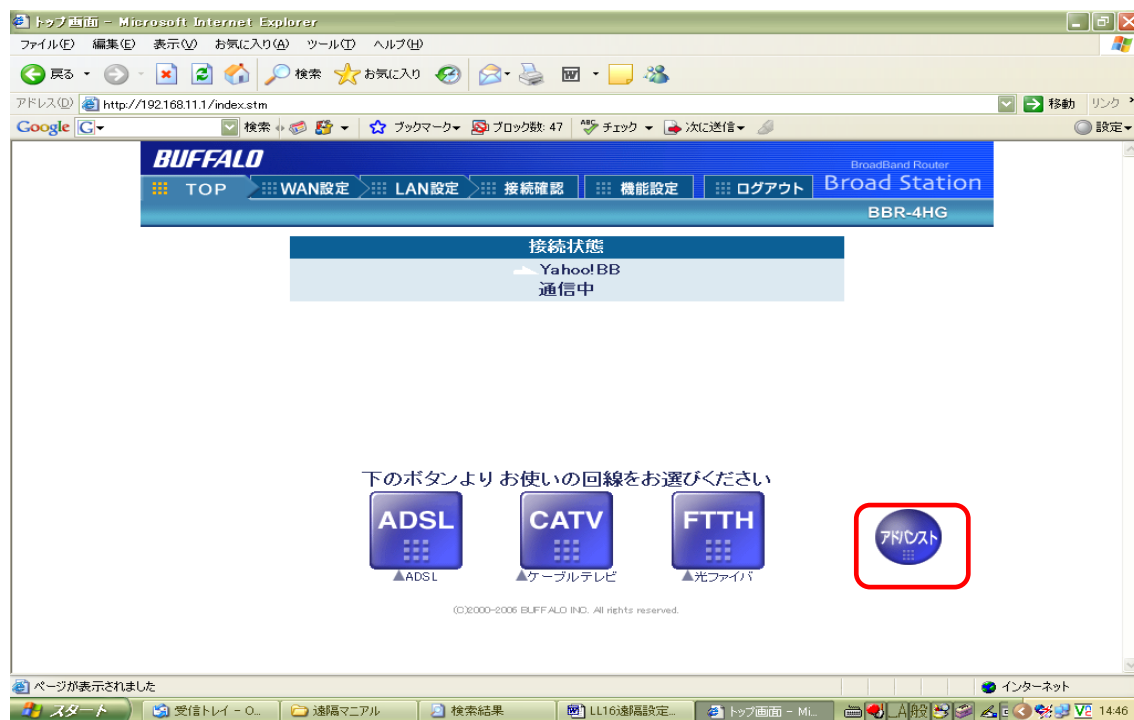 トップ画面 - Microsoft Internet Explorer
ファイル(F) 編集(E) 表示(V) お気に入り(A) ツール(T) ヘルプ(H)
戻る 検索 お気に入り
アドレス(D) http://192.168.11.1/index.stm 移動 リンク
Google G 検索 ブックマーク ブロック数: 47 ABC チェック 次に送信 設定
BUFFALO
BroadBand Router
TOP WAN設定 LAN設定 接続確認 機能設定 ログアウト Broad Station
BBR-4HG
接続状態
Yahoo!BB
通信中
下のボタンより お使いの回線をお選びください
ADSL CATV FTTH アドバンスト
▲ADSL ▲ケーブルテレビ ▲光ファイバ
(C)2000-2006 BUFFALO INC. All rights reserved.
ページが表示されました インターネット
スタート 受信トレイ - O... 遠隔マニアル 検索結果 LL16遠隔設定... トップ画面 - Mi... A般 14:46